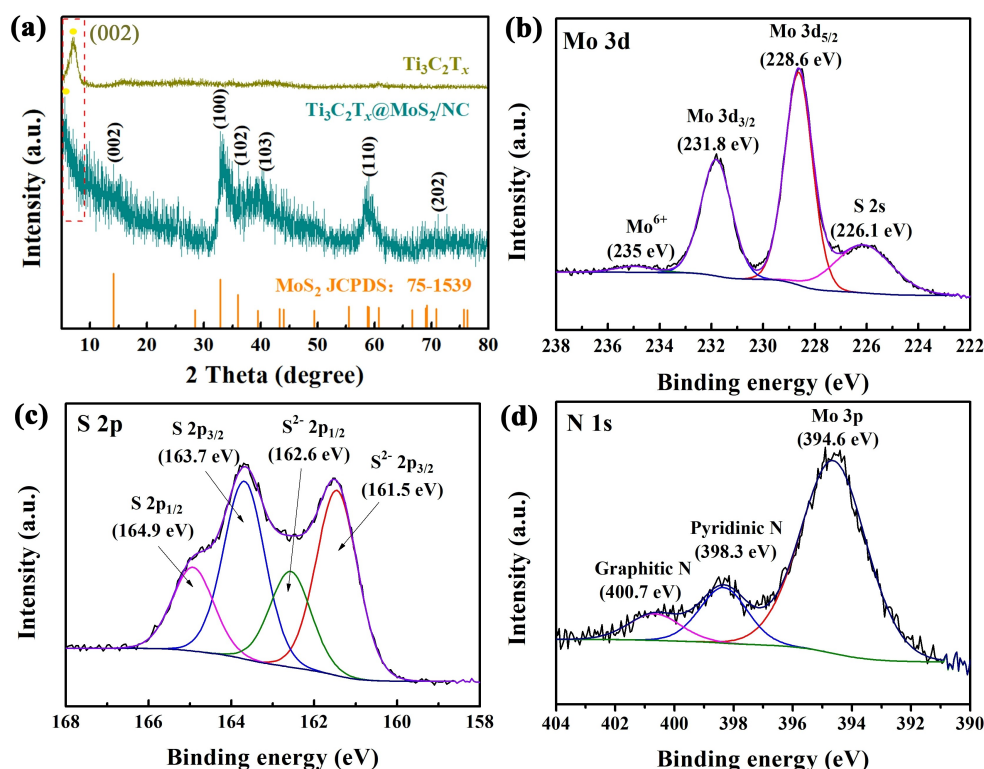 (a)
(002)
Ti₃C₂Tₓ
Ti₃C₂Tₓ@MoS₂/NC
(002)
(100)
(102)
(103)
(110)
(202)
MoS₂ JCPDS: 75-1539
10 20 30 40 50 60 70 80
2 Theta (degree)
Intensity (a.u.)
(b)
Mo 3d
Mo 3d₅/₂
(228.6 eV)
Mo 3d₃/₂
(231.8 eV)
S 2s
(226.1 eV)
Mo⁶⁺
(235 eV)
238 236 234 232 230 228 226 224 222
Binding energy (eV)
Intensity (a.u.)
(c)
S 2p
S 2p₃/₂
(163.7 eV)
S²⁻ 2p₁/₂
(162.6 eV)
S²⁻ 2p₃/₂
(161.5 eV)
S 2p₁/₂
(164.9 eV)
168 166 164 162 160 158
Binding energy (eV)
Intensity (a.u.)
(d)
N 1s
Mo 3p
(394.6 eV)
Pyridinic N
(398.3 eV)
Graphitic N
(400.7 eV)
404 402 400 398 396 394 392 390
Binding energy (eV)
Intensity (a.u.)